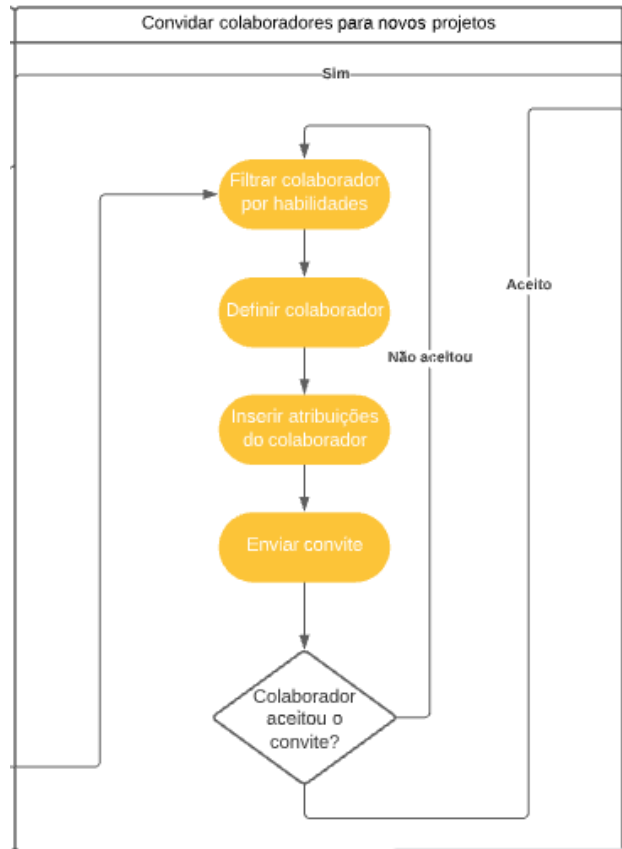 Convidar colaboradores para novos projetos
Sim
Filtrar colaborador
por habilidades
Aceito
Definir colaborador
Não aceitou
Inserir atribuições
do colaborador
Enviar convite
Colaborador
aceitou o
convite?